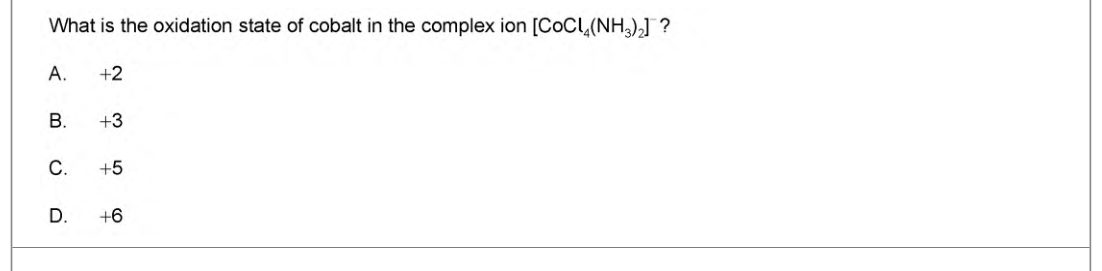 What is the oxidation state of cobalt in the complex ion [CoCl₄(NH₃)₂]⁻?
A. +2
B. +3
C. +5
D. +6